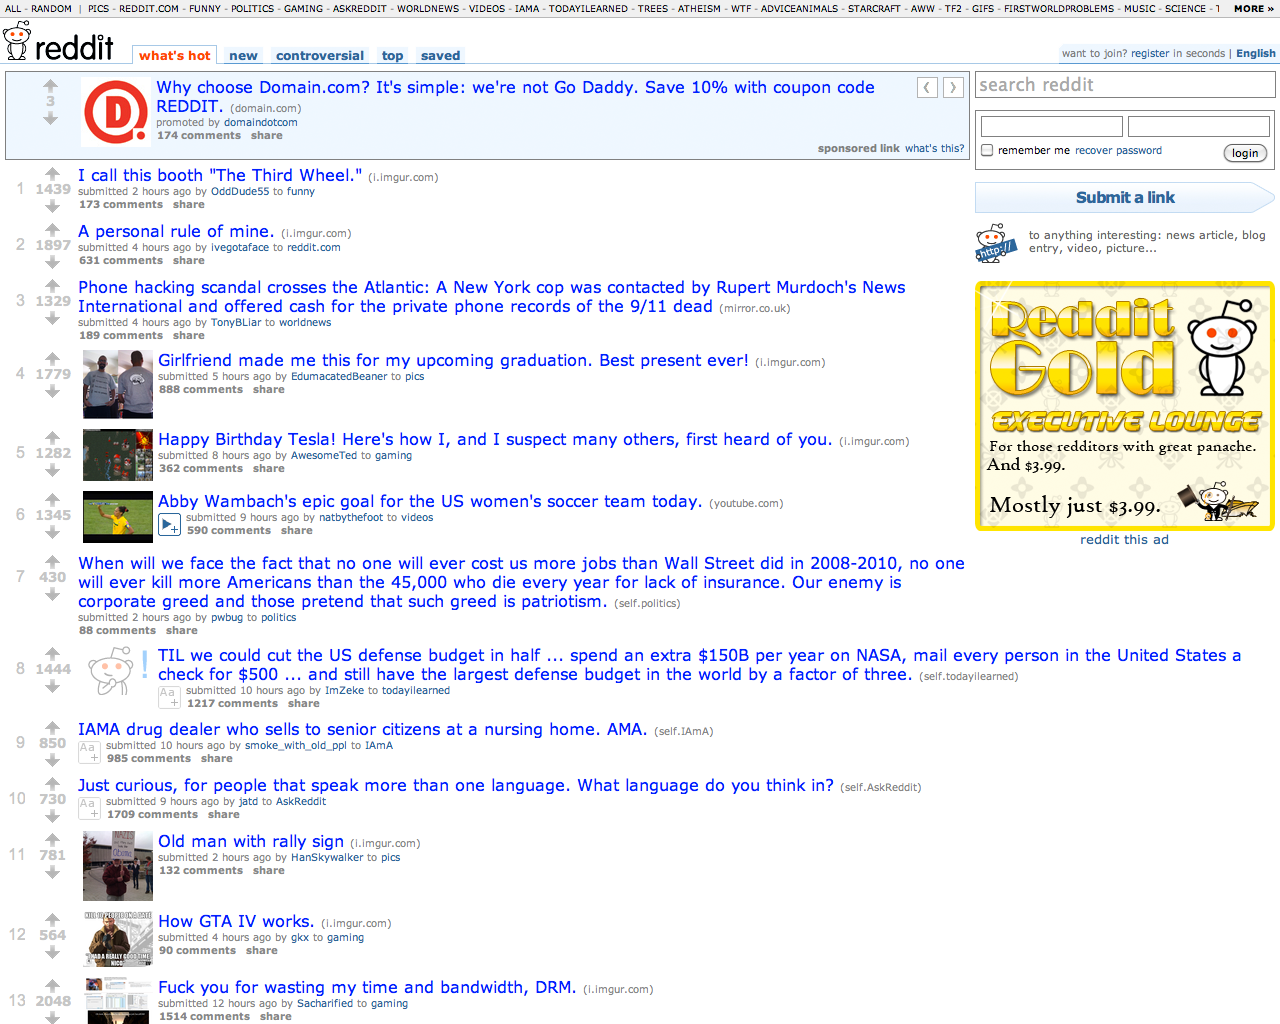 ALL - RANDOM | PICS - REDDIT.COM - FUNNY - POLITICS - GAMING - ASKREDDIT - WORLDNEWS - VIDEOS - IAMA - TODAYILEARNED - TREES - ATHEISM - WTF - ADVICEANIMALS - STARCRAFT - AWW - TF2 - GIFS - FIRSTWORLDPROBLEMS - MUSIC - SCIENCE - MORE »
reddit what's hot new controversial top saved
want to join? register in seconds | English
Why choose Domain.com? It's simple: we're not Go Daddy. Save 10% with coupon code
3 REDDIT. (domain.com)
promoted by domaindotcom
174 comments share
sponsored link what's this?
search reddit
remember me recover password login
Submit a link
to anything interesting: news article, blog
entry, video, picture...
http://
Reddit
Gold
EXECUTIVE LOUNGE
For those redditors with great panache.
And $3.99.
Mostly just $3.99.
reddit this ad
I call this booth "The Third Wheel." (i.imgur.com)
1 1439 submitted 2 hours ago by OddDude55 to funny
173 comments share
A personal rule of mine. (i.imgur.com)
2 1897 submitted 4 hours ago by ivegotaface to reddit.com
631 comments share
Phone hacking scandal crosses the Atlantic: A New York cop was contacted by Rupert Murdoch's News
3 1329 International and offered cash for the private phone records of the 9/11 dead (mirror.co.uk)
submitted 4 hours ago by TonyBLiar to worldnews
189 comments share
Girlfriend made me this for my upcoming graduation. Best present ever! (i.imgur.com)
4 1779 submitted 5 hours ago by EdumacatedBeaner to pics
888 comments share
Happy Birthday Tesla! Here's how I, and I suspect many others, first heard of you. (i.imgur.com)
5 1282 submitted 8 hours ago by AwesomeTed to gaming
362 comments share
Abby Wambach's epic goal for the US women's soccer team today. (youtube.com)
6 1345 submitted 9 hours ago by natbythefoot to videos
590 comments share
When will we face the fact that no one will ever cost us more jobs than Wall Street did in 2008-2010, no one
7 430 will ever kill more Americans than the 45,000 who die every year for lack of insurance. Our enemy is
corporate greed and those pretend that such greed is patriotism. (self.politics)
submitted 2 hours ago by pwbug to politics
88 comments share
TIL we could cut the US defense budget in half ... spend an extra $150B per year on NASA, mail every person in the United States a
8 1444 ! check for $500 ... and still have the largest defense budget in the world by a factor of three. (self.todayilearned)
Aa submitted 10 hours ago by ImZeke to todayilearned
1217 comments share
IAMA drug dealer who sells to senior citizens at a nursing home. AMA. (self.IAmA)
9 850 Aa submitted 10 hours ago by smoke_with_old_ppl to IAmA
985 comments share
Just curious, for people that speak more than one language. What language do you think in? (self.AskReddit)
10 730 Aa submitted 9 hours ago by jatd to AskReddit
1709 comments share
Old man with rally sign (i.imgur.com)
11 781 submitted 2 hours ago by HanSkywalker to pics
132 comments share
How GTA IV works. (i.imgur.com)
12 564 submitted 4 hours ago by gkx to gaming
90 comments share
Fuck you for wasting my time and bandwidth, DRM. (i.imgur.com)
13 2048 submitted 12 hours ago by Sacharified to gaming
1514 comments share